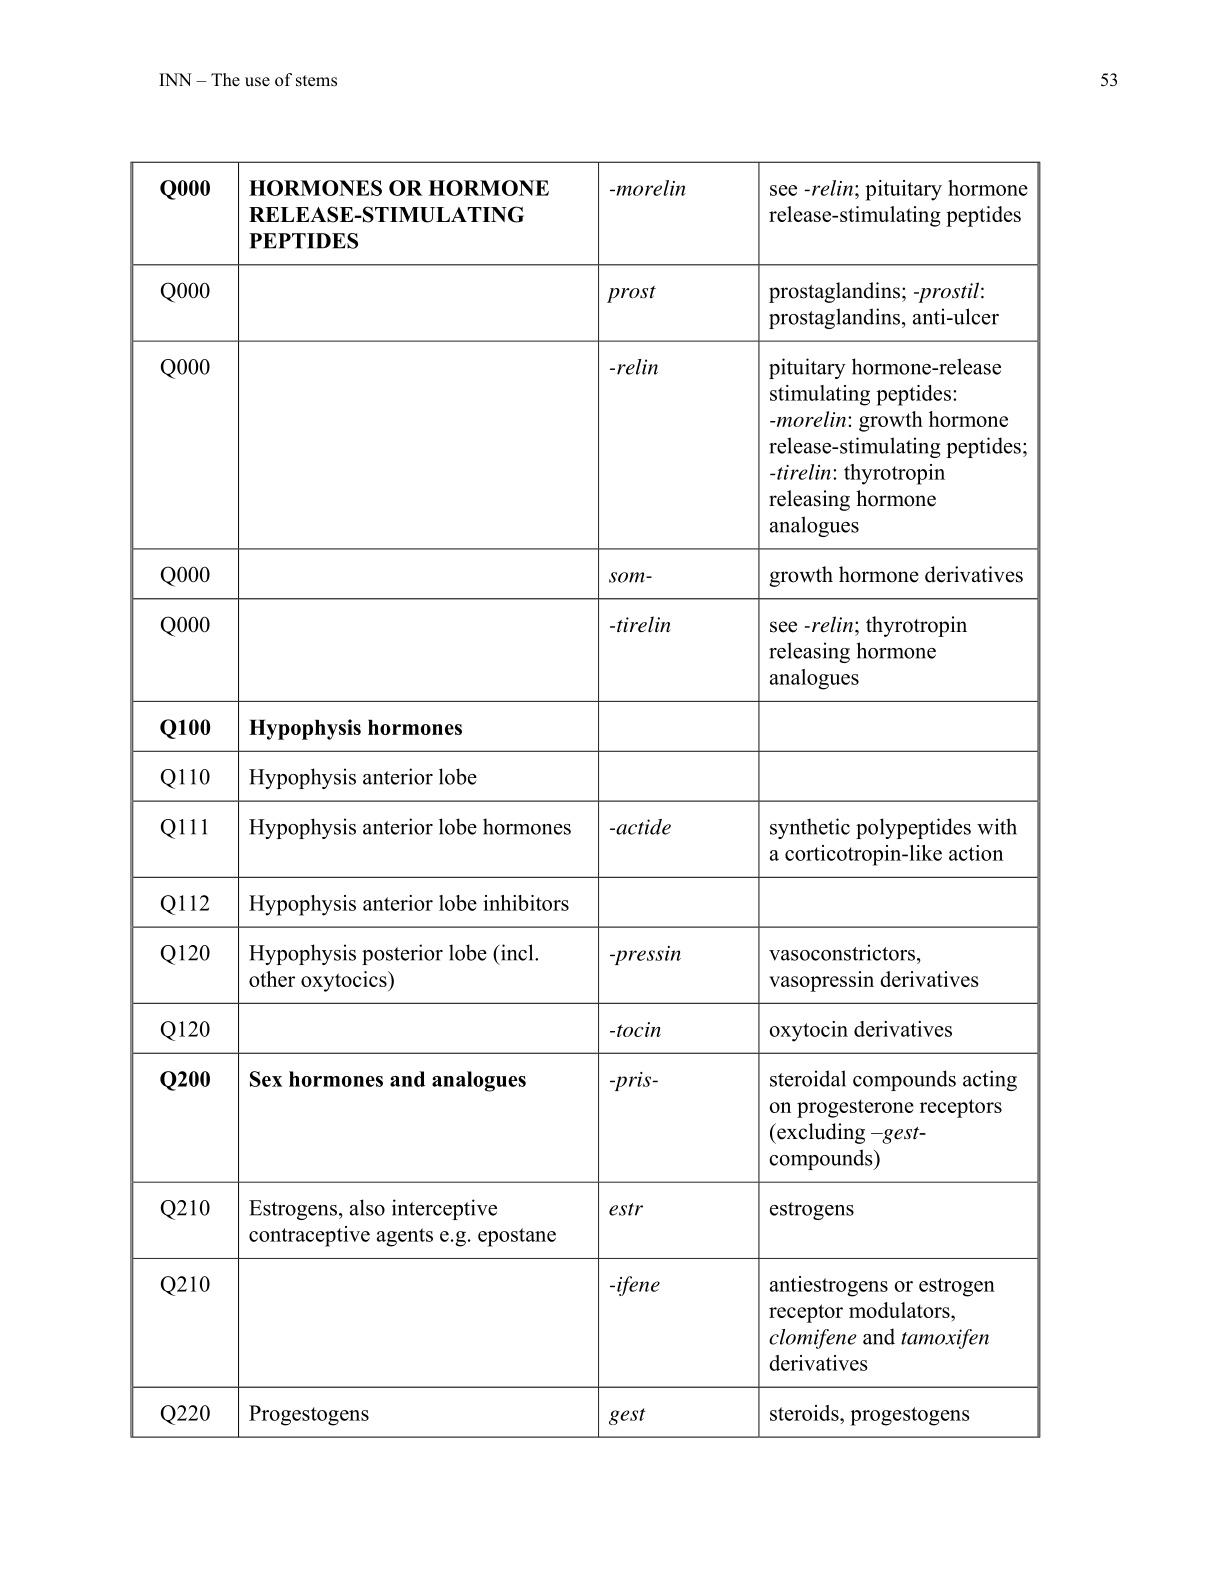 INN – The use of stems 53
Q000 HORMONES OR HORMONE -morelin see -relin; pituitary hormone
RELEASE-STIMULATING release-stimulating peptides
PEPTIDES
Q000 prost prostaglandins; -prostil:
prostaglandins, anti-ulcer
Q000 -relin pituitary hormone-release
stimulating peptides:
-morelin: growth hormone
release-stimulating peptides;
-tirelin: thyrotropin
releasing hormone
analogues
Q000 som- growth hormone derivatives
Q000 -tirelin see -relin; thyrotropin
releasing hormone
analogues
Q100 Hypophysis hormones
Q110 Hypophysis anterior lobe
Q111 Hypophysis anterior lobe hormones -actide synthetic polypeptides with
a corticotropin-like action
Q112 Hypophysis anterior lobe inhibitors
Q120 Hypophysis posterior lobe (incl. -pressin vasoconstrictors,
other oxytocics) vasopressin derivatives
Q120 -tocin oxytocin derivatives
Q200 Sex hormones and analogues -pris- steroidal compounds acting
on progesterone receptors
(excluding –gest-
compounds)
Q210 Estrogens, also interceptive estr estrogens
contraceptive agents e.g. epostane
Q210 -ifene antiestrogens or estrogen
receptor modulators,
clomifene and tamoxifen
derivatives
Q220 Progestogens gest steroids, progestogens